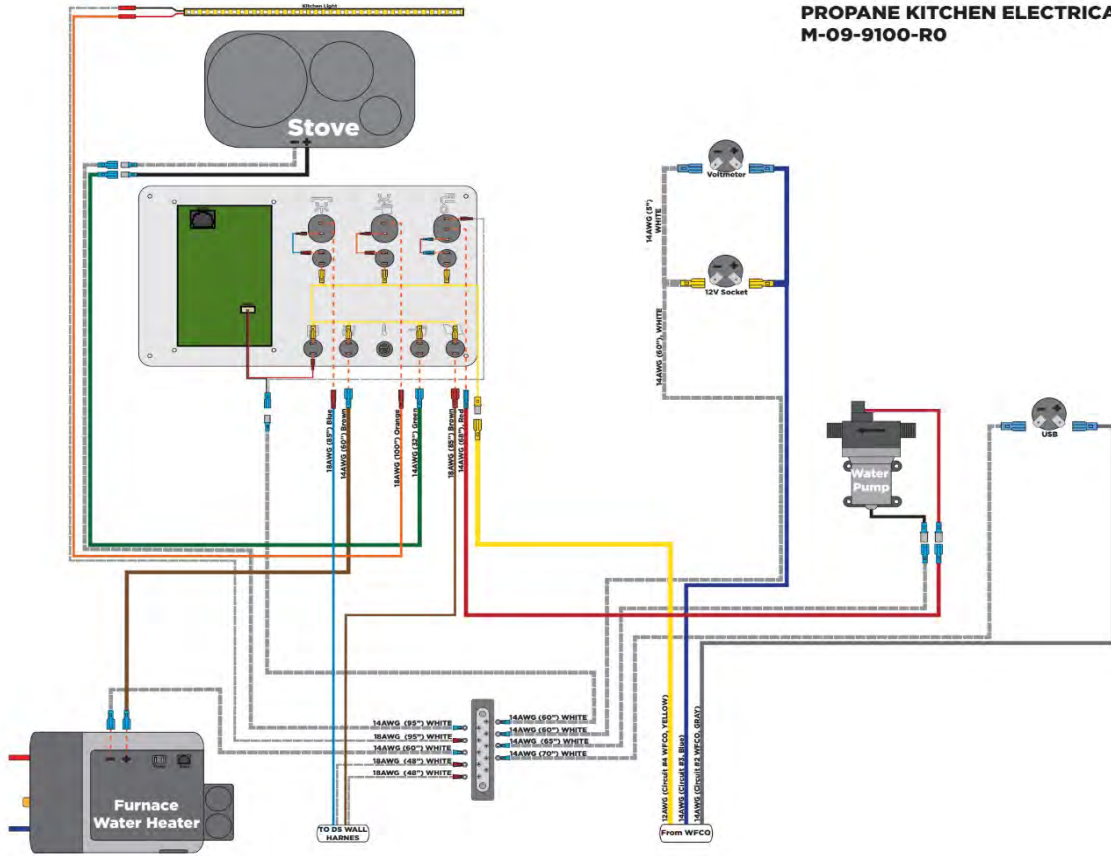 PROPANE KITCHEN ELECTRICA
M-09-9100-R0
Kitchen Light
Stove
- +
- +
Voltmeter
14AWG (5")
WHITE
- +
12V Socket
14AWG (60"), WHITE
18AWG (85") Blue
14AWG (60") Brown
18AWG (100") Orange
14AWG (32") Green
18AWG (85") Brown
14AWG (68"), Red
Water
Pump
- +
USB
14AWG (95") WHITE
18AWG (95") WHITE
14AWG (60") WHITE
18AWG (48") WHITE
18AWG (48") WHITE
14AWG (60") WHITE
14AWG (60") WHITE
14AWG (65") WHITE
14AWG (70") WHITE
12AWG (Circuit #4 WFCO, YELLOW)
14AWG (Circuit #3, Blue)
14AWG (Circuit #2 WFCO, GRAY)
- +
Furnace
Water Heater
TO DS WALL
HARNES
From WFCO